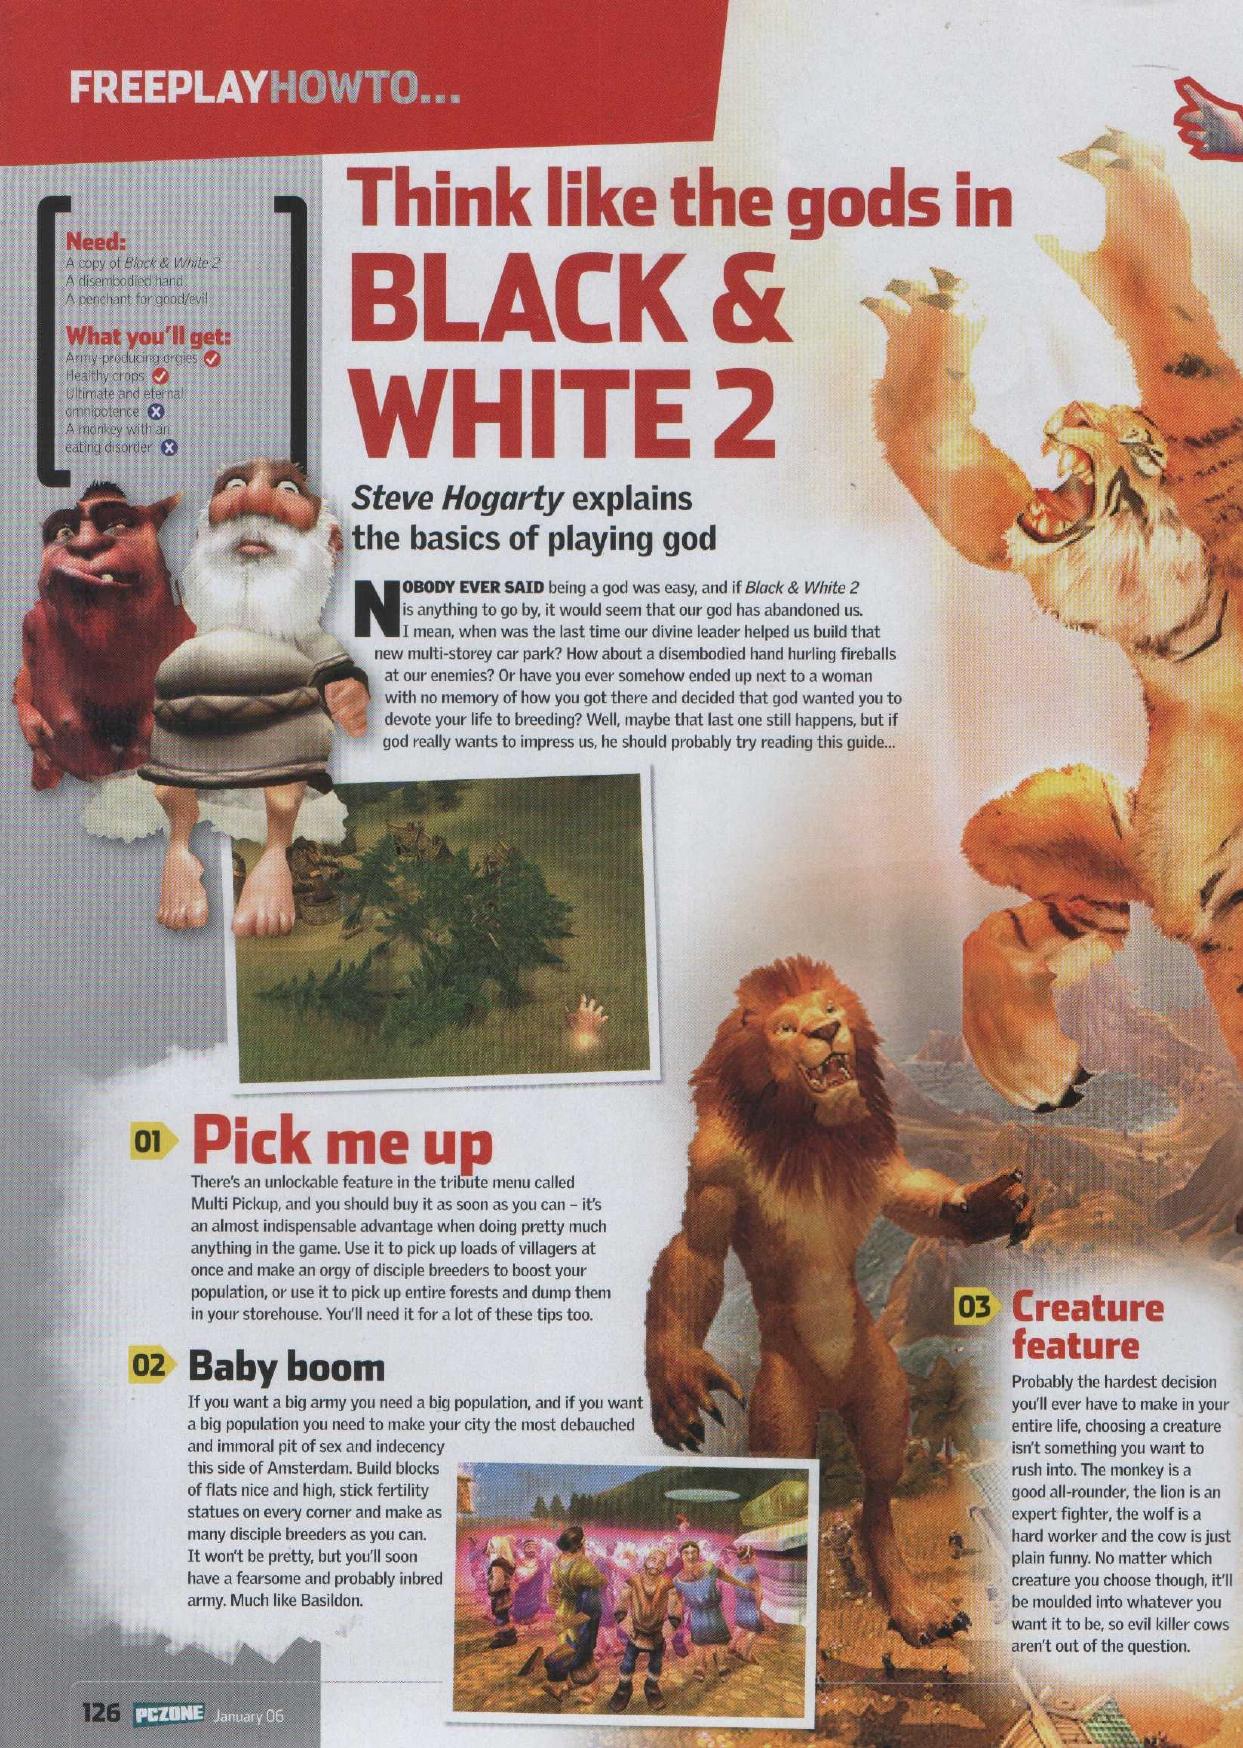 FREEPLAYHOWTO...
Need:
A copy of Black & White 2
A disembodied hand
A penchant for good/evil
What you'll get:
Army-producing orgies
Healthy crops
Ultimate and eternal
omnipotence
A monkey with an
eating disorder
Think like the gods in
BLACK &
WHITE 2
Steve Hogarty explains
the basics of playing god
NOBODY EVER SAID being a god was easy, and if Black & White 2
is anything to go by, it would seem that our god has abandoned us.
I mean, when was the last time our divine leader helped us build that
new multi-storey car park? How about a disembodied hand hurling fireballs
at our enemies? Or have you ever somehow ended up next to a woman
with no memory of how you got there and decided that god wanted you to
devote your life to breeding? Well, maybe that last one still happens, but if
god really wants to impress us, he should probably try reading this guide...
01 Pick me up
There's an unlockable feature in the tribute menu called
Multi Pickup, and you should buy it as soon as you can – it's
an almost indispensable advantage when doing pretty much
anything in the game. Use it to pick up loads of villagers at
once and make an orgy of disciple breeders to boost your
population, or use it to pick up entire forests and dump them
in your storehouse. You'll need it for a lot of these tips too.
02 Baby boom
If you want a big army you need a big population, and if you want
a big population you need to make your city the most debauched
and immoral pit of sex and indecency
this side of Amsterdam. Build blocks
of flats nice and high, stick fertility
statues on every corner and make as
many disciple breeders as you can.
It won't be pretty, but you'll soon
have a fearsome and probably inbred
army. Much like Basildon.
03 Creature
feature
Probably the hardest decision
you'll ever have to make in your
entire life, choosing a creature
isn't something you want to
rush into. The monkey is a
good all-rounder, the lion is an
expert fighter, the wolf is a
hard worker and the cow is just
plain funny. No matter which
creature you choose though, it'll
be moulded into whatever you
want it to be, so evil killer cows
aren't out of the question.
126 PCZONE January 06